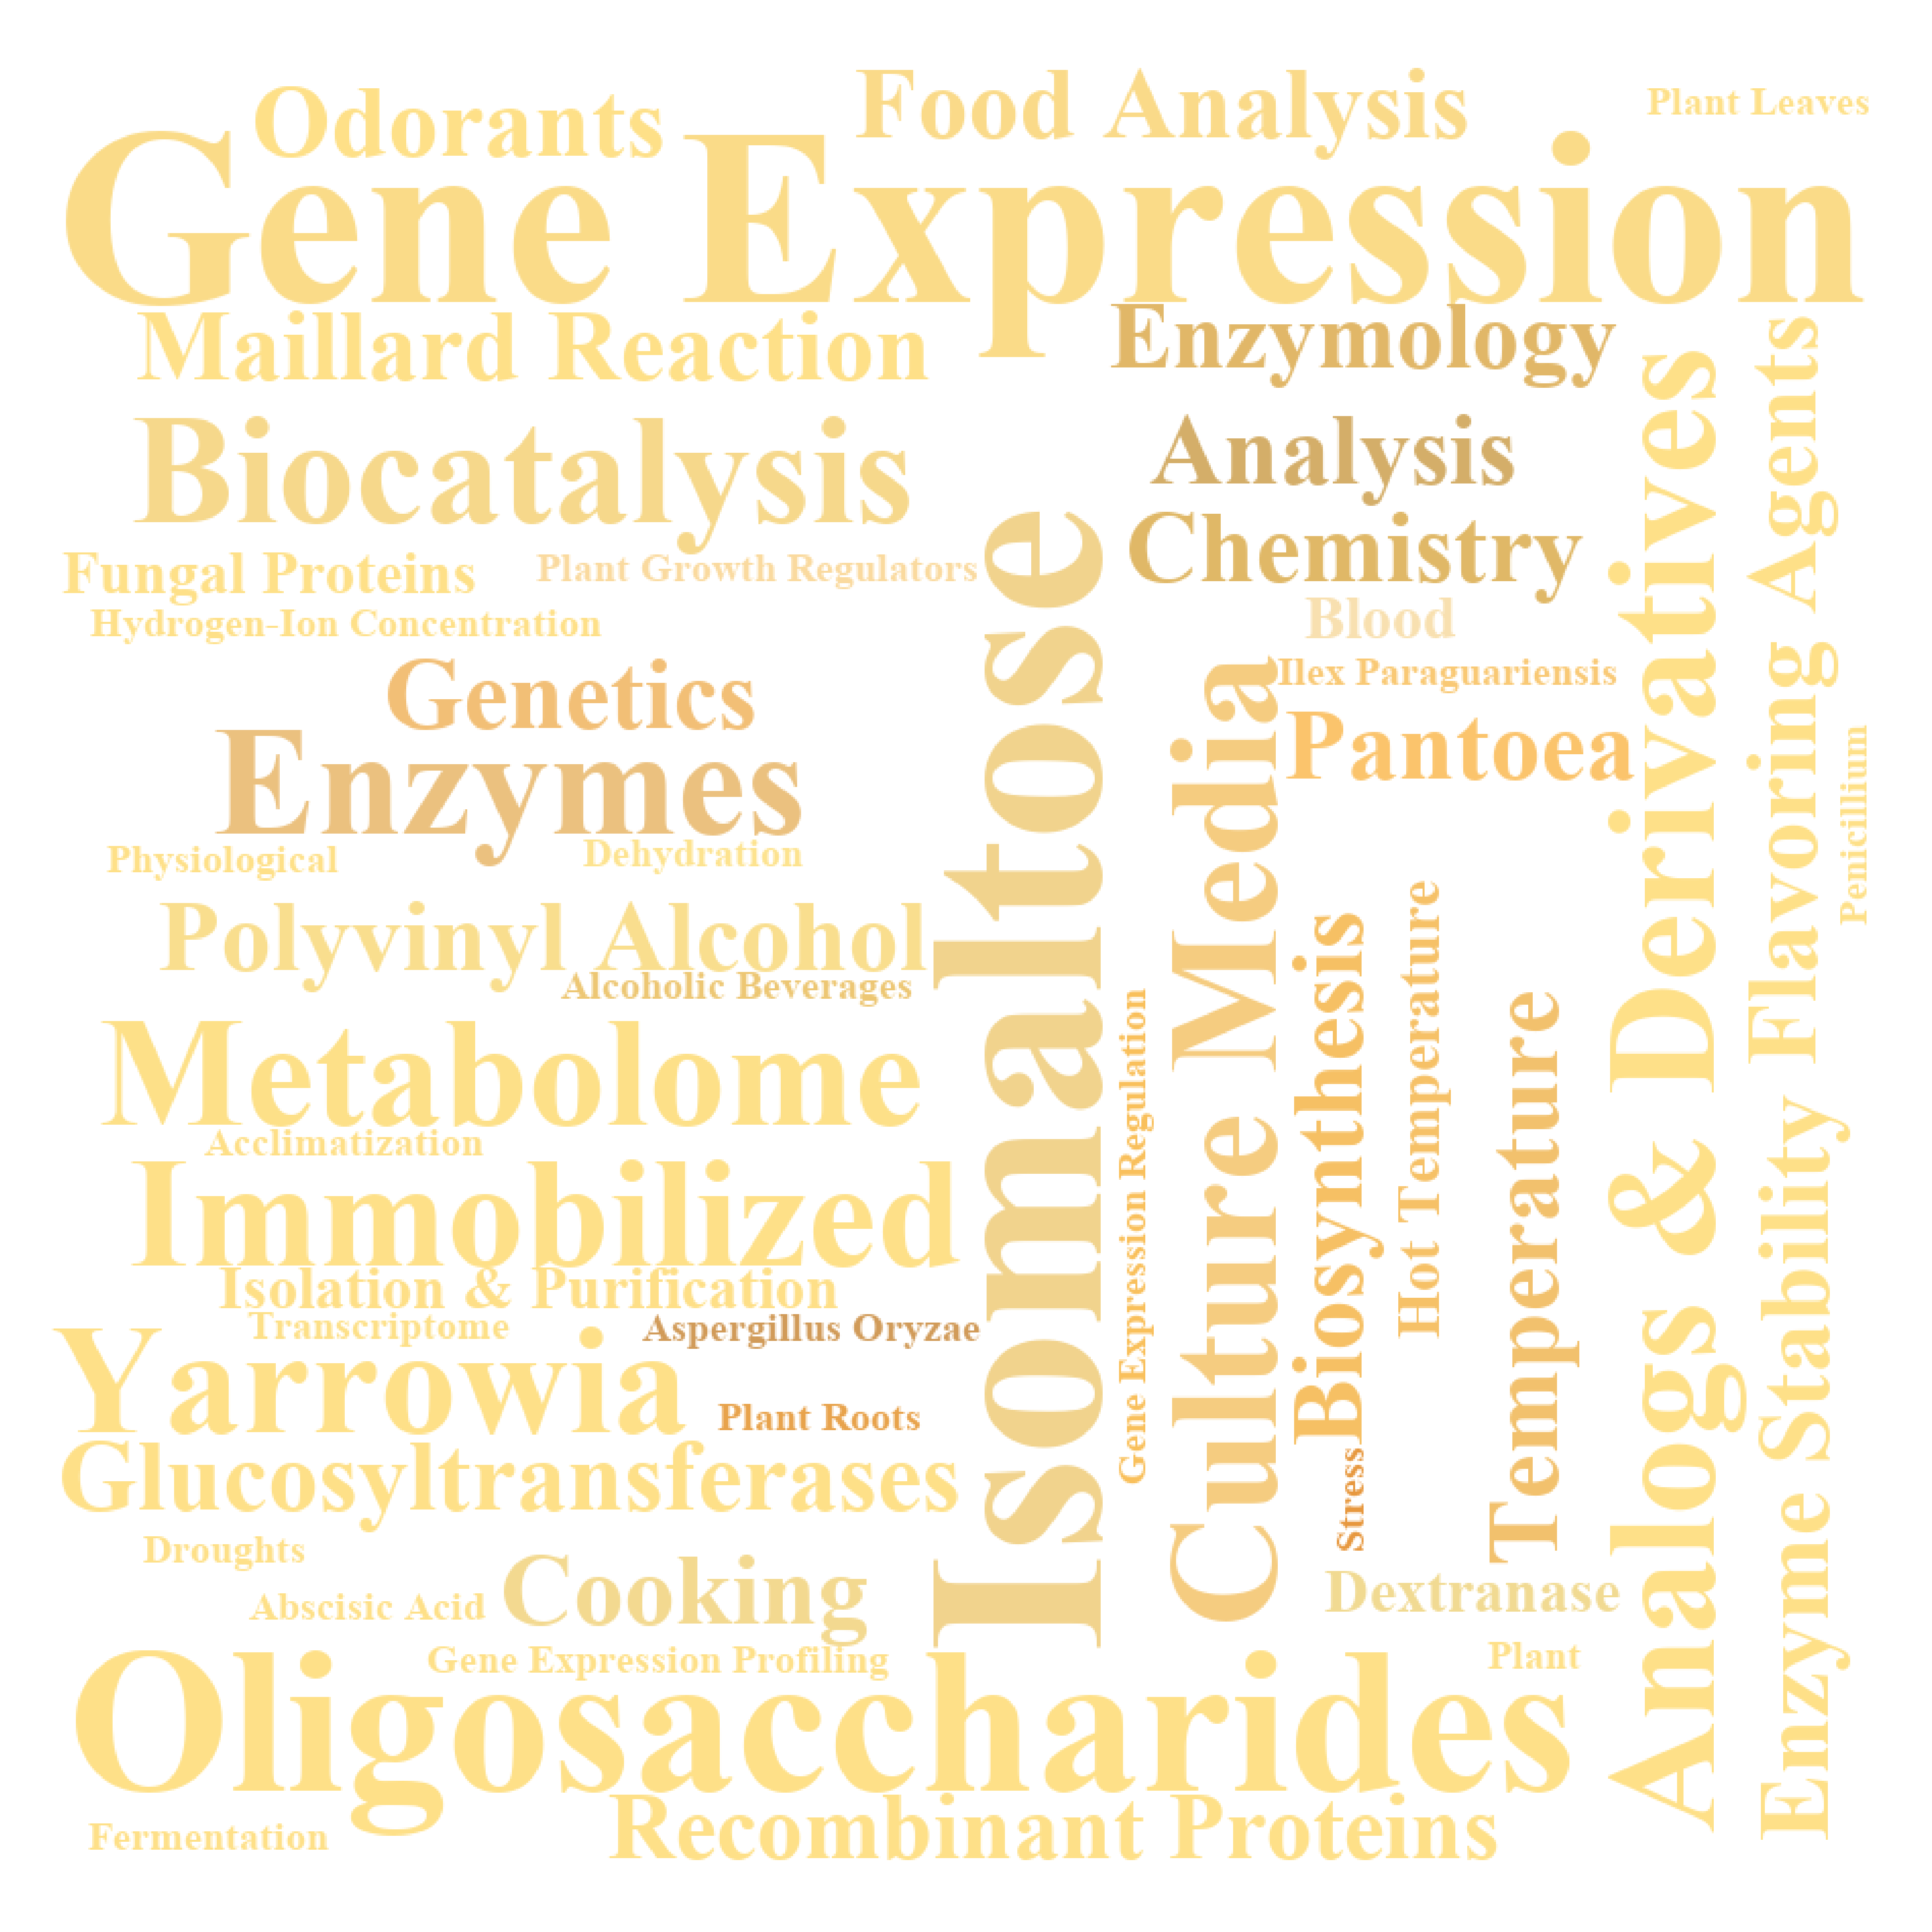 Odorants
Food Analysis
Plant Leaves
Gene Expression
Maillard Reaction
Enzymology
Biocatalysis
Analysis
Chemistry
Fungal Proteins
Plant Growth Regulators
Hydrogen-Ion Concentration
Blood
Genetics
Ilex Paraguariensis
Enzymes
Pantoea
Physiological
Dehydration
Polyvinyl Alcohol
Alcoholic Beverages
Metabolome
Acclimatization
Immobilized
Isolation & Purification
Transcriptome
Aspergillus Oryzae
Yarrowia
Plant Roots
Glucosyltransferases
Droughts
Cooking
Abscisic Acid
Gene Expression Profiling
Isomaltose
Gene Expression Regulation
Culture Media
Biosynthesis
Stress
Hot Temperature
Temperature
Dextranase
Plant
Analogs & Derivatives
Flavoring Agents
Enzyme Stability
Penicillium
Oligosaccharides
Recombinant Proteins
Fermentation